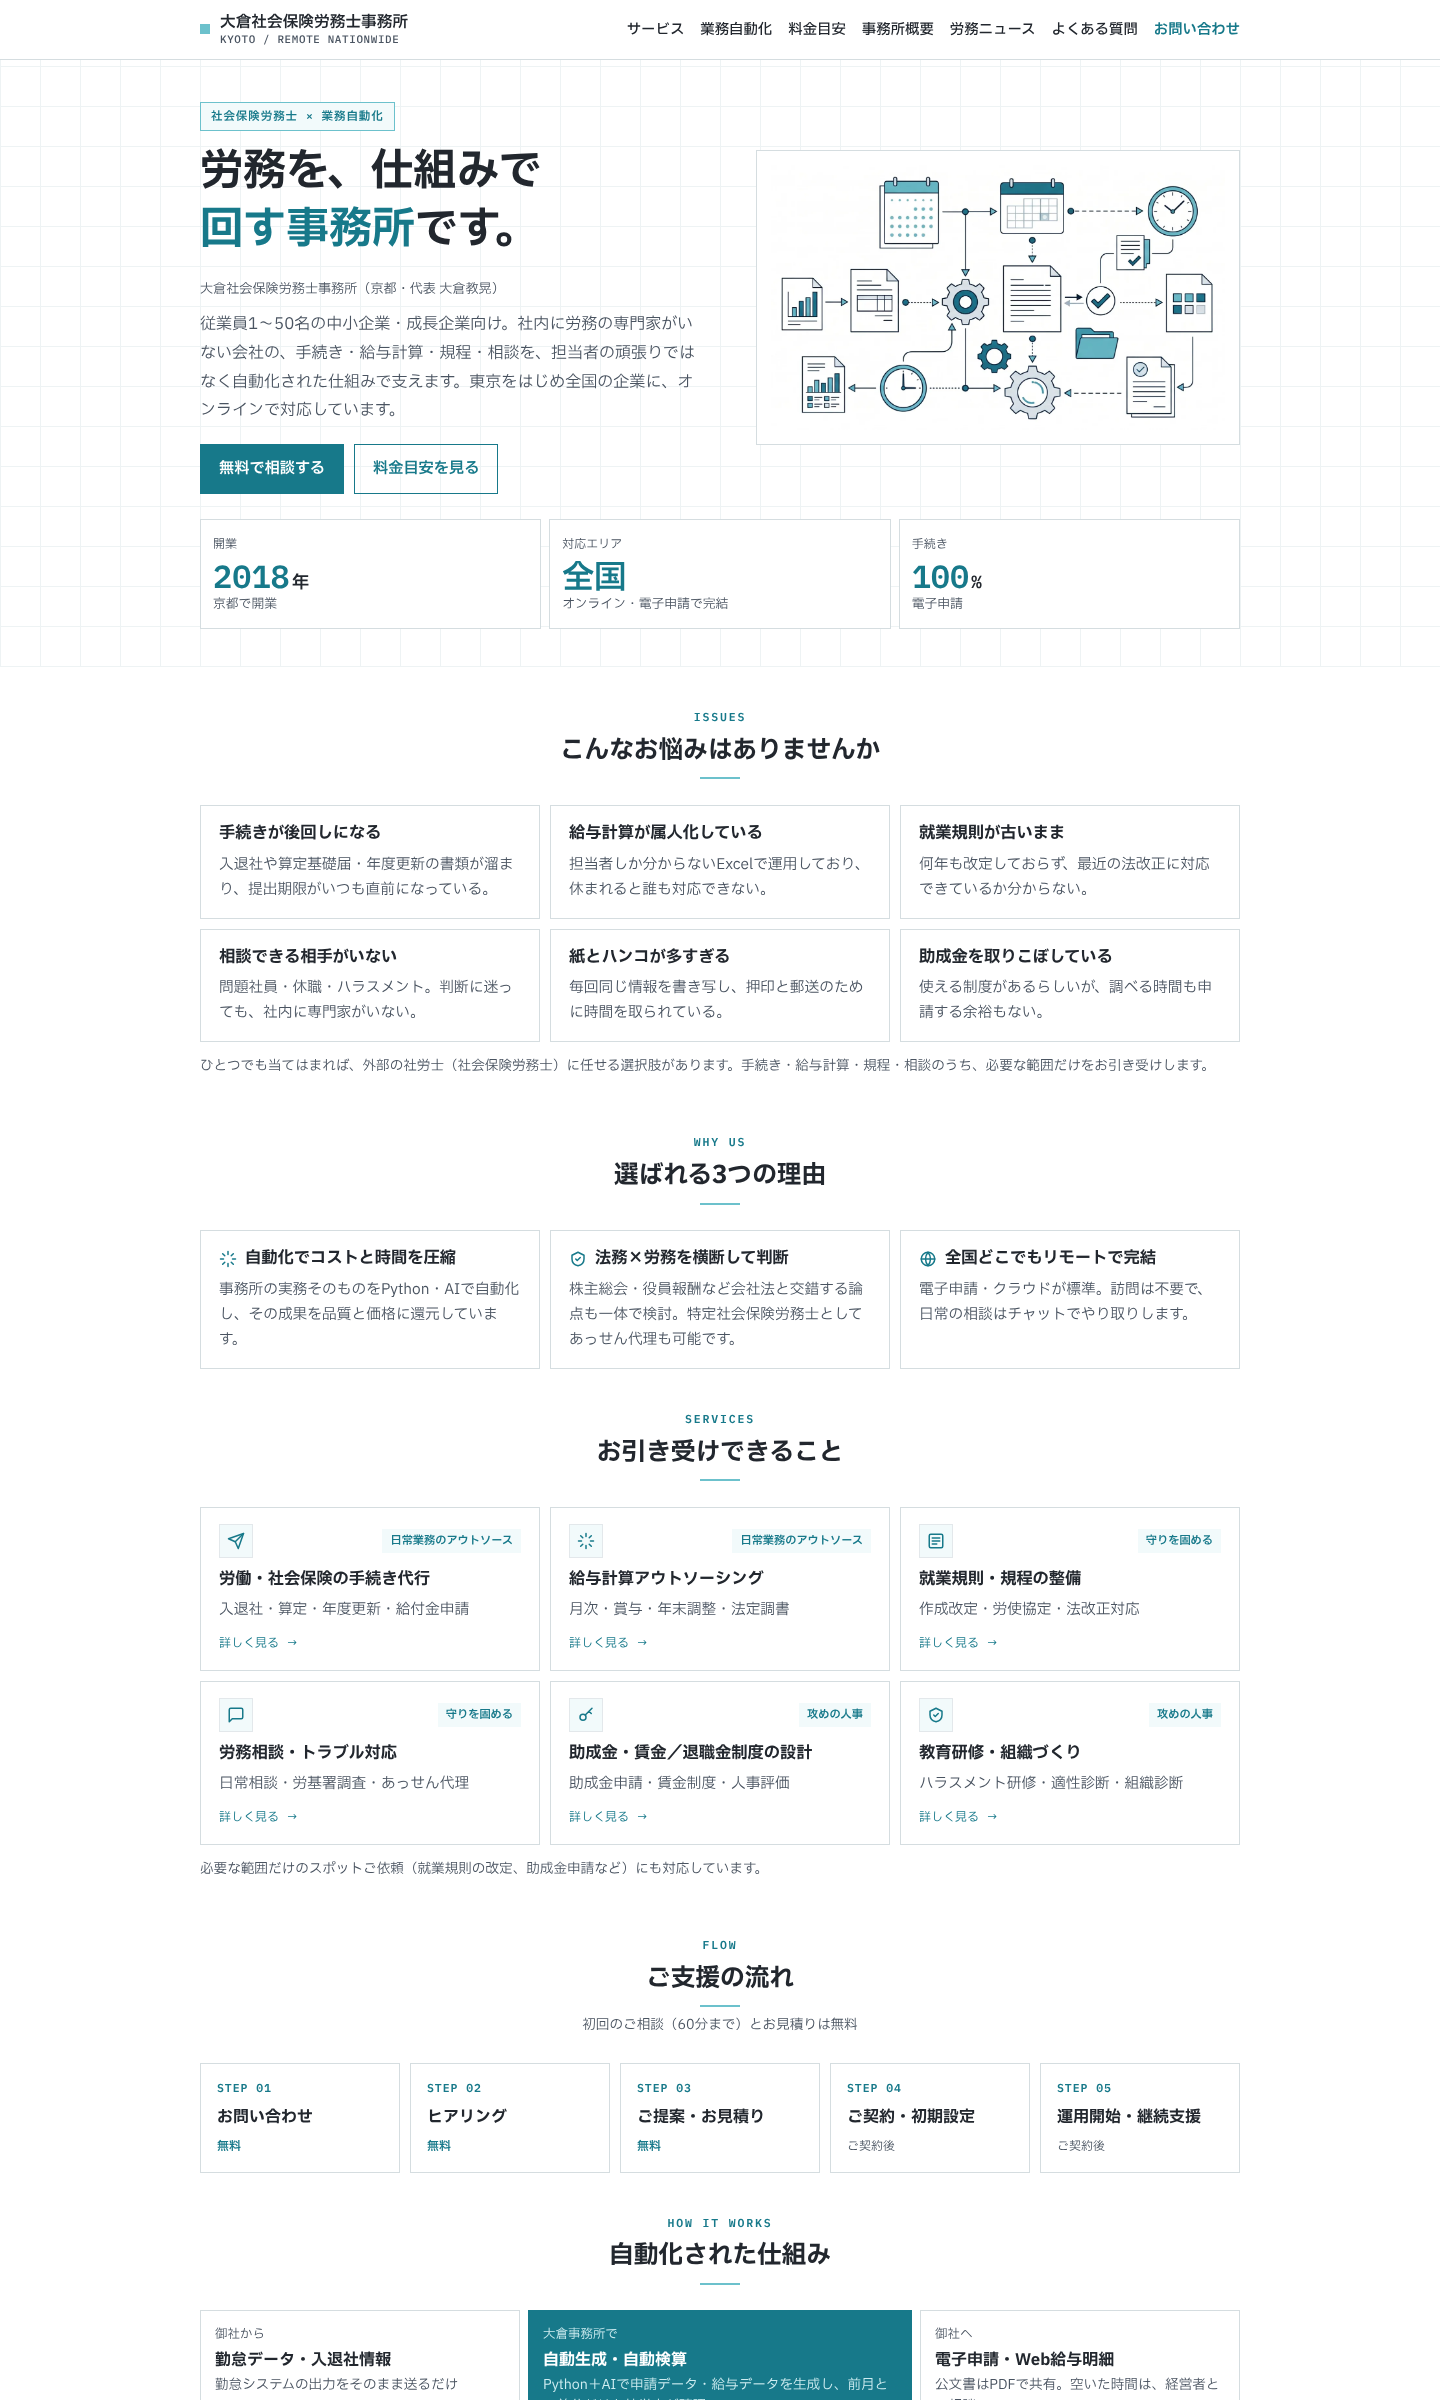 大倉社会保険労務士事務所
KYOTO / REMOTE NATIONWIDE
サービス 業務自動化 料金目安 事務所概要 労務ニュース よくある質問 お問い合わせ
社会保険労務士 × 業務自動化
労務を、仕組みで
回す事務所です。
大倉社会保険労務士事務所（京都・代表 大倉教晃）
従業員1〜50名の中小企業・成長企業向け。社内に労務の専門家がい
ない会社の、手続き・給与計算・規程・相談を、担当者の頑張りでは
なく自動化された仕組みで支えます。東京をはじめ全国の企業に、オ
ンラインで対応しています。
無料で相談する 料金目安を見る
開業
2018年
京都で開業
対応エリア
全国
オンライン・電子申請で完結
手続き
100%
電子申請
ISSUES
こんなお悩みはありませんか
手続きが後回しになる
入退社や算定基礎届・年度更新の書類が溜ま
り、提出期限がいつも直前になっている。
給与計算が属人化している
担当者しか分からないExcelで運用しており、
休まれると誰も対応できない。
就業規則が古いまま
何年も改定しておらず、最近の法改正に対応
できているか分からない。
相談できる相手がいない
問題社員・休職・ハラスメント。判断に迷っ
ても、社内に専門家がいない。
紙とハンコが多すぎる
毎回同じ情報を書き写し、押印と郵送のため
に時間を取られている。
助成金を取りこぼしている
使える制度があるらしいが、調べる時間も申
請する余裕もない。
ひとつでも当てはまれば、外部の社労士（社会保険労務士）に任せる選択肢があります。手続き・給与計算・規程・相談のうち、必要な範囲だけをお引き受けします。
WHY US
選ばれる3つの理由
自動化でコストと時間を圧縮
事務所の実務そのものをPython・AIで自動化
し、その成果を品質と価格に還元していま
す。
法務×労務を横断して判断
株主総会・役員報酬など会社法と交錯する論
点も一体で検討。特定社会保険労務士として
あっせん代理も可能です。
全国どこでもリモートで完結
電子申請・クラウドが標準。訪問は不要で、
日常の相談はチャットでやり取りします。
SERVICES
お引き受けできること
日常業務のアウトソース
労働・社会保険の手続き代行
入退社・算定・年度更新・給付金申請
詳しく見る →
日常業務のアウトソース
給与計算アウトソーシング
月次・賞与・年末調整・法定調書
詳しく見る →
守りを固める
就業規則・規程の整備
作成改定・労使協定・法改正対応
詳しく見る →
守りを固める
労務相談・トラブル対応
日常相談・労基署調査・あっせん代理
詳しく見る →
攻めの人事
助成金・賃金／退職金制度の設計
助成金申請・賃金制度・人事評価
詳しく見る →
攻めの人事
教育研修・組織づくり
ハラスメント研修・適性診断・組織診断
詳しく見る →
必要な範囲だけのスポットご依頼（就業規則の改定、助成金申請など）にも対応しています。
FLOW
ご支援の流れ
初回のご相談（60分まで）とお見積りは無料
STEP 01
お問い合わせ
無料
STEP 02
ヒアリング
無料
STEP 03
ご提案・お見積り
無料
STEP 04
ご契約・初期設定
ご契約後
STEP 05
運用開始・継続支援
ご契約後
HOW IT WORKS
自動化された仕組み
御社から
勤怠データ・入退社情報
勤怠システムの出力をそのまま送るだけ
大倉事務所で
自動生成・自動検算
Python＋AIで申請データ・給与データを生成し、前月と
御社へ
電子申請・Web給与明細
公文書はPDFで共有。空いた時間は、経営者と